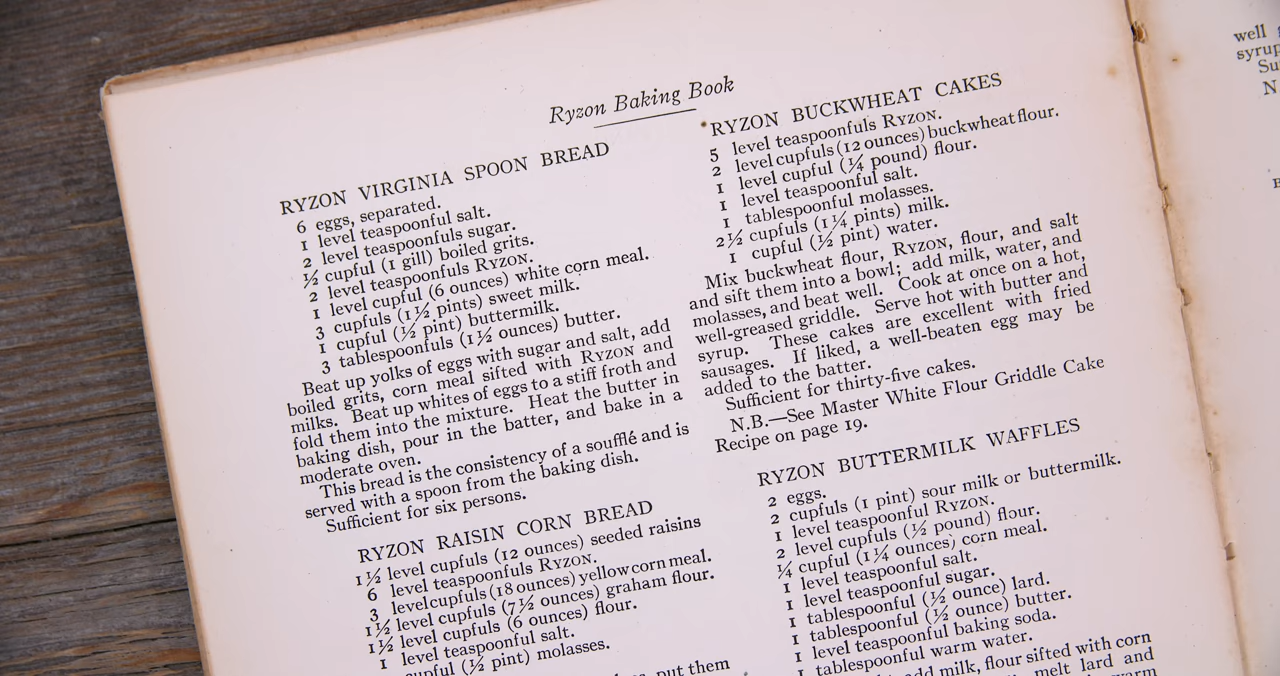 Ryzon Baking Book
RYZON VIRGINIA SPOON BREAD
6 eggs, separated.
1 level teaspoonful salt.
2 level teaspoonfuls sugar.
½ cupful (1 gill) boiled grits.
2 level teaspoonfuls RYZON.
1 level cupful (6 ounces) white corn meal.
3 cupfuls (1½ pints) sweet milk.
1 cupful (½ pint) buttermilk.
3 tablespoonfuls (1½ ounces) butter.
Beat up yolks of eggs with sugar and salt, add
boiled grits, corn meal sifted with RYZON and
milks. Beat up whites of eggs to a stiff froth and
fold them into the mixture. Heat the butter in
baking dish, pour in the batter, and bake in a
moderate oven.
This bread is the consistency of a soufflé and is
served with a spoon from the baking dish.
Sufficient for six persons.
RYZON RAISIN CORN BREAD
1½ level cupfuls (12 ounces) seeded raisins
6 level teaspoonfuls RYZON.
3 level cupfuls (18 ounces) yellow corn meal.
1½ level cupfuls (7½ ounces) graham flour.
1½ level cupfuls (6 ounces) flour.
1 level teaspoonful salt.
cupful (½ pint) molasses.
put them
RYZON BUCKWHEAT CAKES
5 level teaspoonfuls RYZON.
2 level cupfuls (12 ounces) buckwheat flour.
1 level cupful (¼ pound) flour.
1 level teaspoonful salt.
1 tablespoonful molasses.
2½ cupfuls (1¼ pints) milk.
1 cupful (½ pint) water.
Mix buckwheat flour, RYZON, flour, and salt
and sift them into a bowl; add milk, water, and
molasses, and beat well. Cook at once on a hot,
well-greased griddle. Serve hot with butter and
syrup. These cakes are excellent with fried
sausages. If liked, a well-beaten egg may be
added to the batter.
Sufficient for thirty-five cakes.
N.B.—See Master White Flour Griddle Cake
Recipe on page 19.
RYZON BUTTERMILK WAFFLES
2 eggs.
2 cupfuls (1 pint) sour milk or buttermilk.
1 level teaspoonful RYZON.
2 level cupfuls (½ pound) flour.
¼ cupful (1¼ ounces) corn meal.
1 level teaspoonful salt.
1 level teaspoonful sugar.
1 tablespoonful (½ ounce) lard.
1 tablespoonful (½ ounce) butter.
1 level teaspoonful baking soda.
1 tablespoonful warm water.
add milk, flour sifted with corn
melt lard and
warm
well
syrup
Su
N